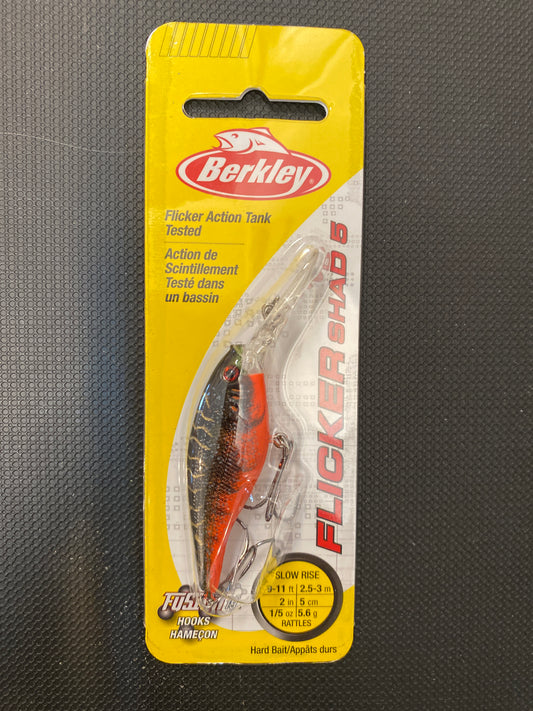 Berkley
Flicker Action Tank
Tested
Action de
Scintillement
Testé dans
un bassin
FLICKER SHAD 5
SLOW RISE
9-11 ft 2.5-3 m
2 in 5 cm
1/5 oz 5.6 g
RATTLES
HOOKS
HAMEÇON
Hard Bait/Appâts durs